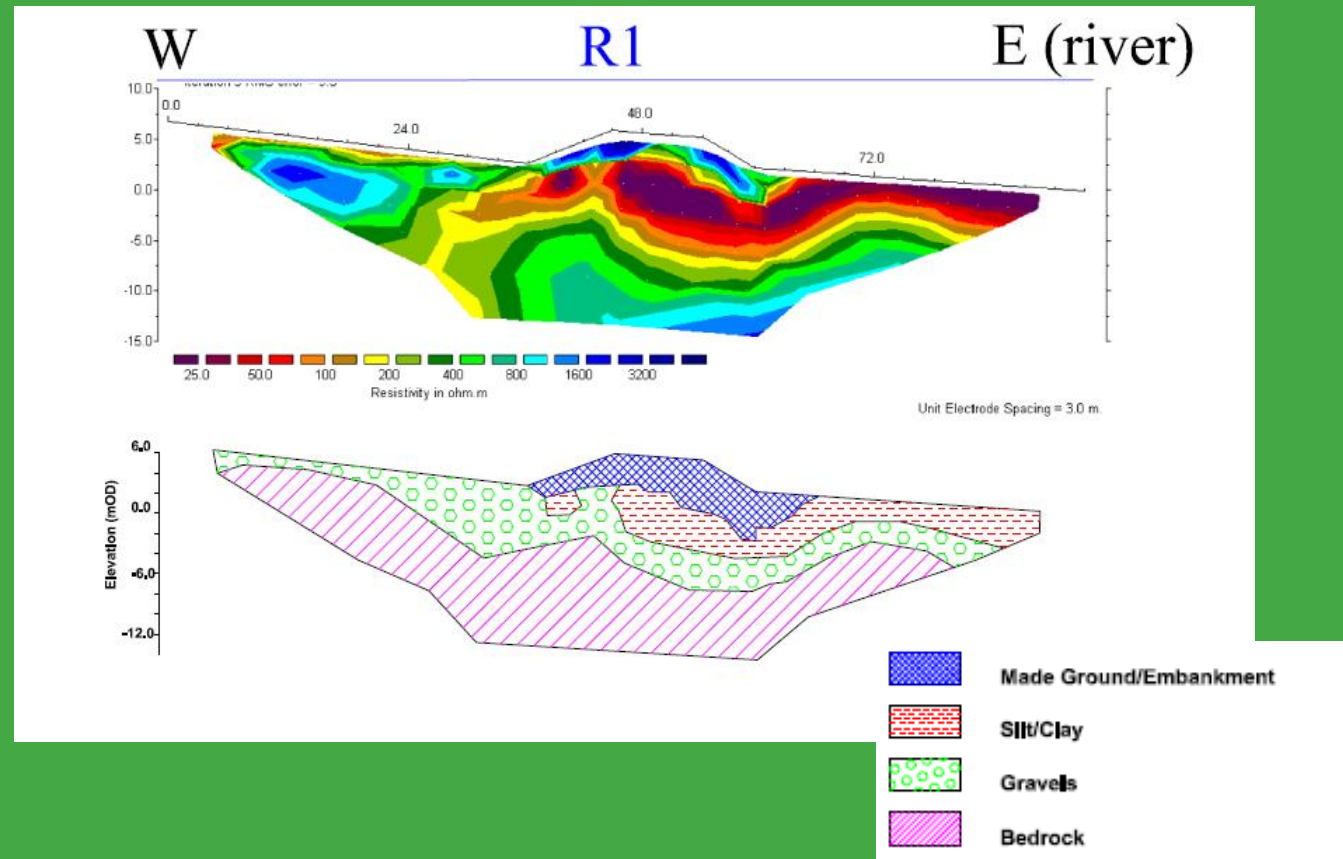 W R1 E (river)
10.0
5.0
0.0
-5.0
-10.0
-15.0
0.0 24.0 48.0 72.0
25.0 50.0 100 200 400 800 1600 3200
Resistivity in ohm.m
Unit Electrode Spacing = 3.0 m.
Elevation (mOD)
6.0
0.0
-6.0
-12.0
Made Ground/Embankment
Silt/Clay
Gravels
Bedrock